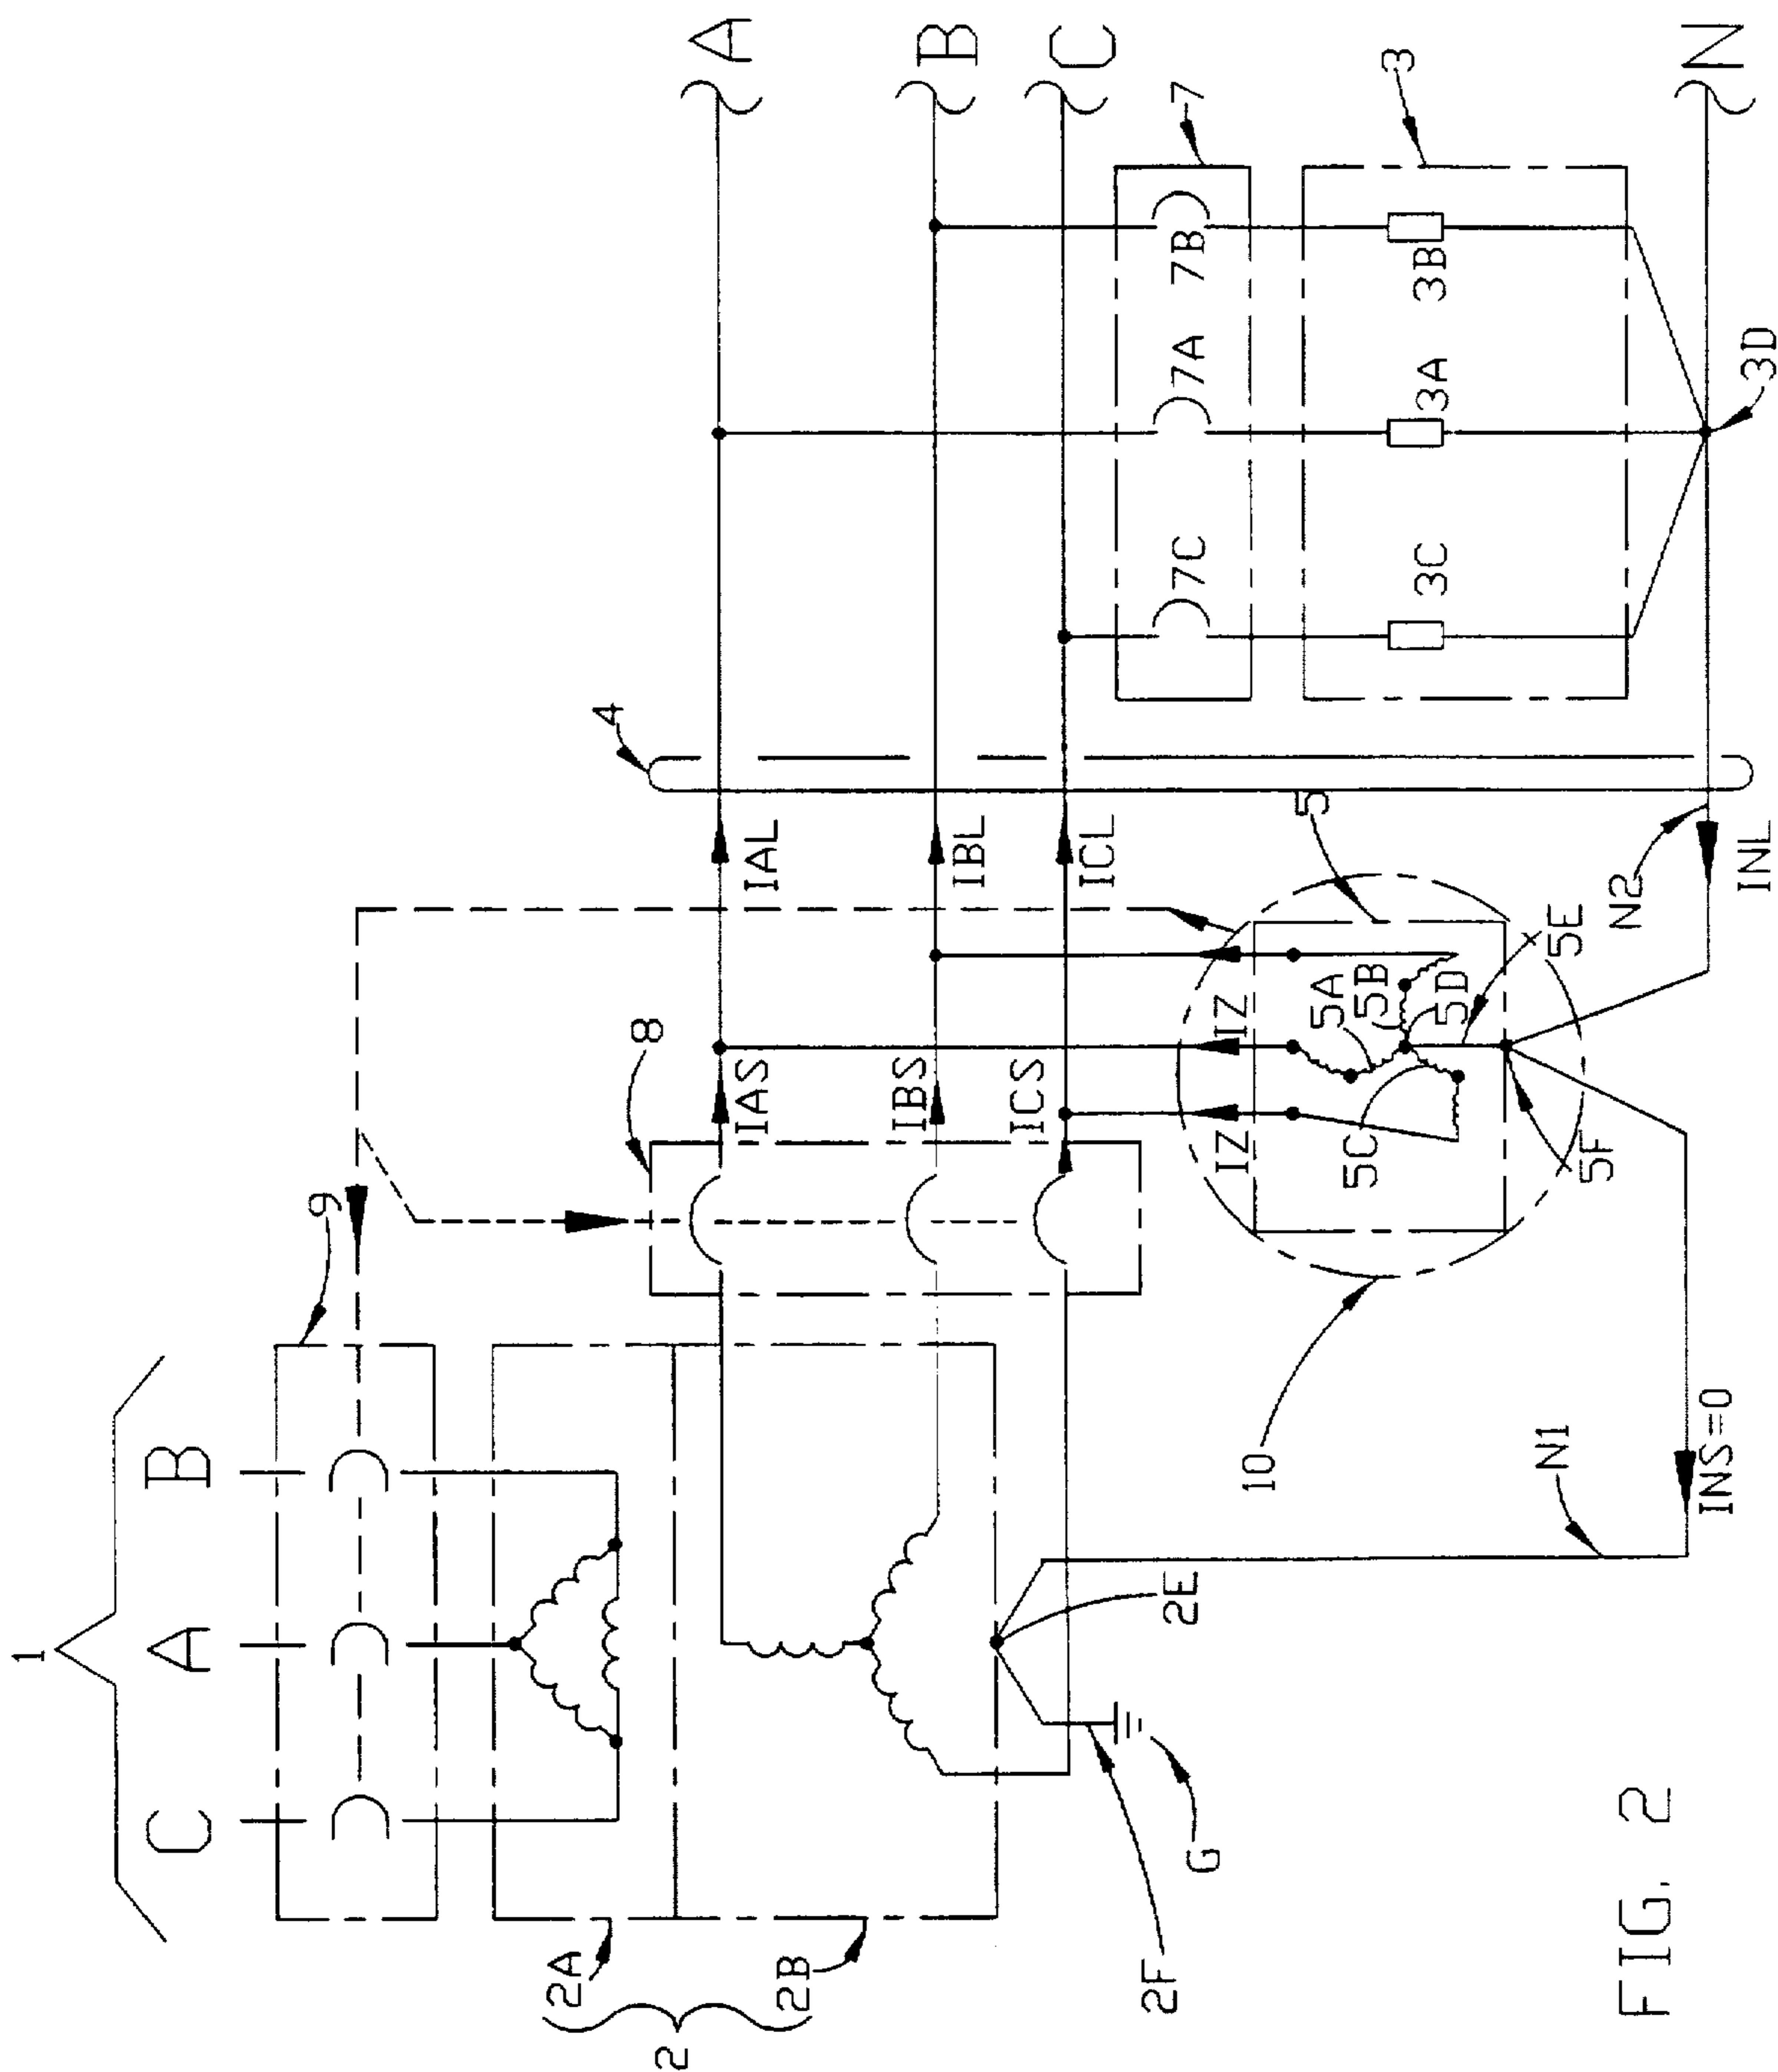 1
C A B
9
2
2A
2B
2F
G
2E
N1
INS=0
8
IAS
IBS
ICS
IZ
IZ
10
5
5A
5B
5C
5D
5E
5F
IAL
IBL
ICL
N2
INL
4
A
B
C
N
7
7C 7A 7B
3
3C 3A 3B
3D
FIG. 2